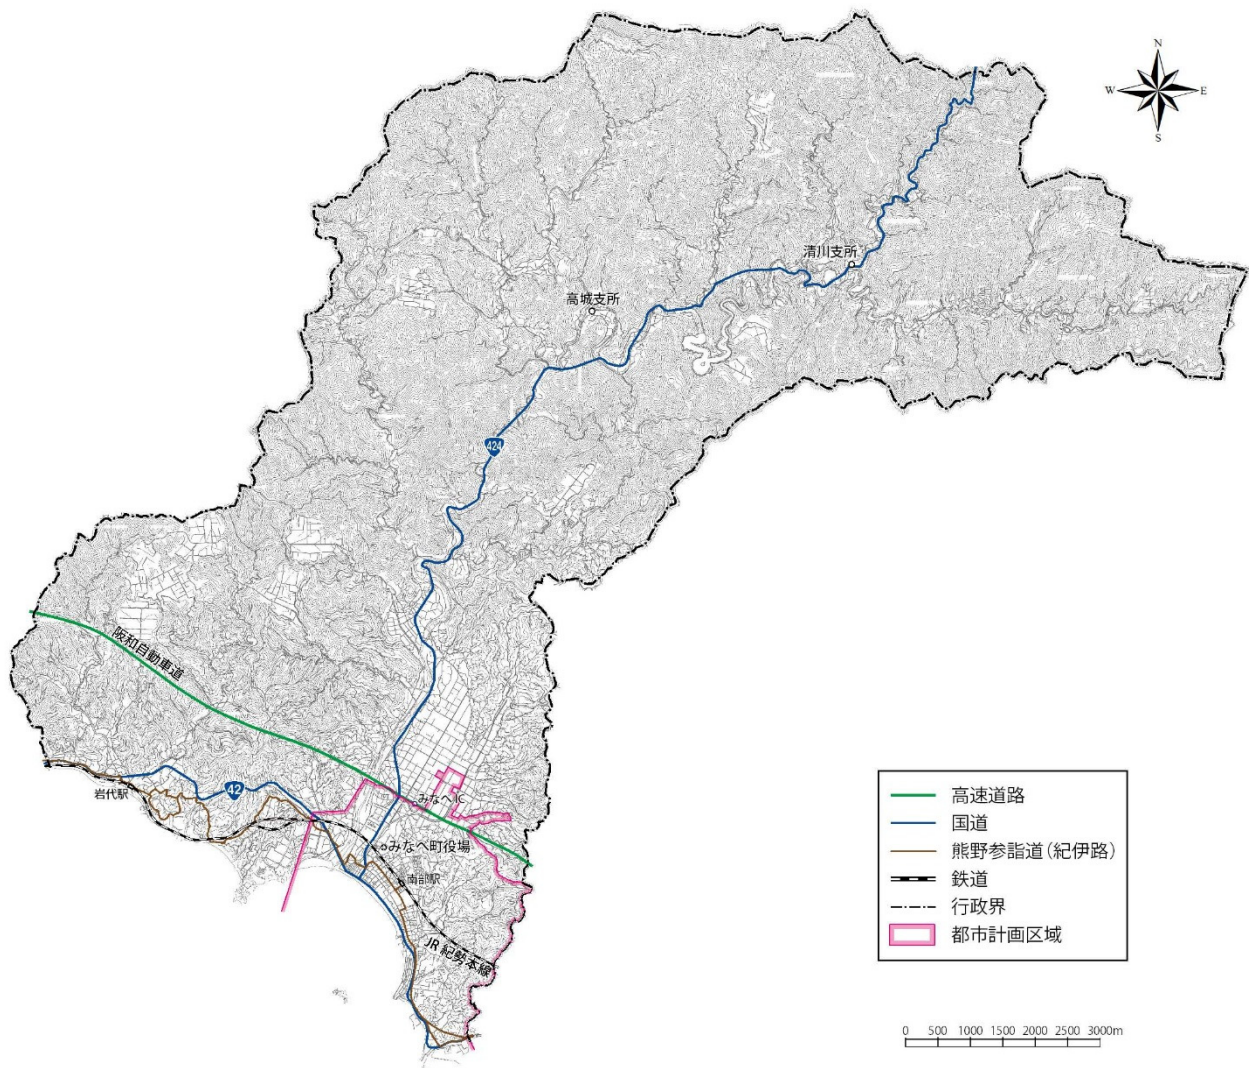 N
W
E
S
清川支所
高城支所
424
阪和自動車道
岩代駅
42
みなべIC
みなべ町役場
南部駅
JR 紀勢本線
高速道路
国道
熊野参詣道（紀伊路）
鉄道
行政界
都市計画区域
0 500 1000 1500 2000 2500 3000m